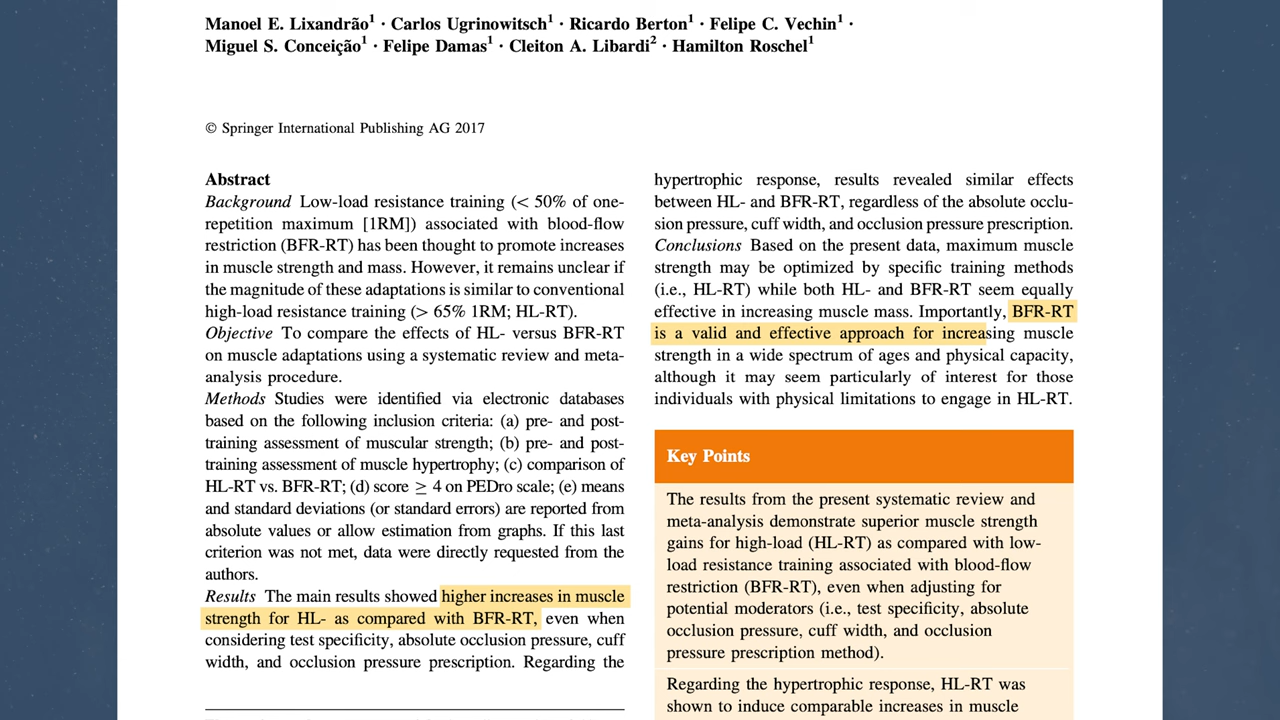 Manoel E. Lixandrão¹ · Carlos Ugrinowitsch¹ · Ricardo Berton¹ · Felipe C. Vechin¹ ·
Miguel S. Conceição¹ · Felipe Damas¹ · Cleiton A. Libardi² · Hamilton Roschel¹
© Springer International Publishing AG 2017
Abstract
Background Low-load resistance training (< 50% of one-
repetition maximum [1RM]) associated with blood-flow
restriction (BFR-RT) has been thought to promote increases
in muscle strength and mass. However, it remains unclear if
the magnitude of these adaptations is similar to conventional
high-load resistance training (> 65% 1RM; HL-RT).
Objective To compare the effects of HL- versus BFR-RT
on muscle adaptations using a systematic review and meta-
analysis procedure.
Methods Studies were identified via electronic databases
based on the following inclusion criteria: (a) pre- and post-
training assessment of muscular strength; (b) pre- and post-
training assessment of muscle hypertrophy; (c) comparison of
HL-RT vs. BFR-RT; (d) score ≥ 4 on PEDro scale; (e) means
and standard deviations (or standard errors) are reported from
absolute values or allow estimation from graphs. If this last
criterion was not met, data were directly requested from the
authors.
Results The main results showed higher increases in muscle
strength for HL- as compared with BFR-RT, even when
considering test specificity, absolute occlusion pressure, cuff
width, and occlusion pressure prescription. Regarding the
hypertrophic response, results revealed similar effects
between HL- and BFR-RT, regardless of the absolute occlu-
sion pressure, cuff width, and occlusion pressure prescription.
Conclusions Based on the present data, maximum muscle
strength may be optimized by specific training methods
(i.e., HL-RT) while both HL- and BFR-RT seem equally
effective in increasing muscle mass. Importantly, BFR-RT
is a valid and effective approach for increasing muscle
strength in a wide spectrum of ages and physical capacity,
although it may seem particularly of interest for those
individuals with physical limitations to engage in HL-RT.
Key Points
The results from the present systematic review and
meta-analysis demonstrate superior muscle strength
gains for high-load (HL-RT) as compared with low-
load resistance training associated with blood-flow
restriction (BFR-RT), even when adjusting for
potential moderators (i.e., test specificity, absolute
occlusion pressure, cuff width, and occlusion
pressure prescription method).
Regarding the hypertrophic response, HL-RT was
shown to induce comparable increases in muscle